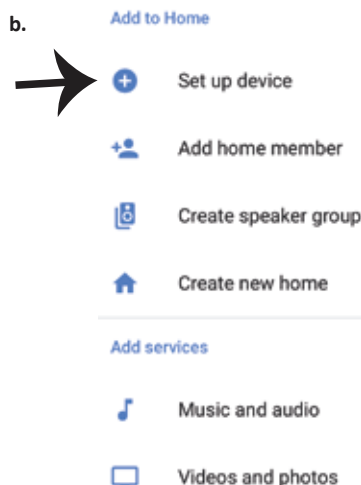 b.
Add to Home
Set up device
Add home member
Create speaker group
Create new home
Add services
Music and audio
Videos and photos